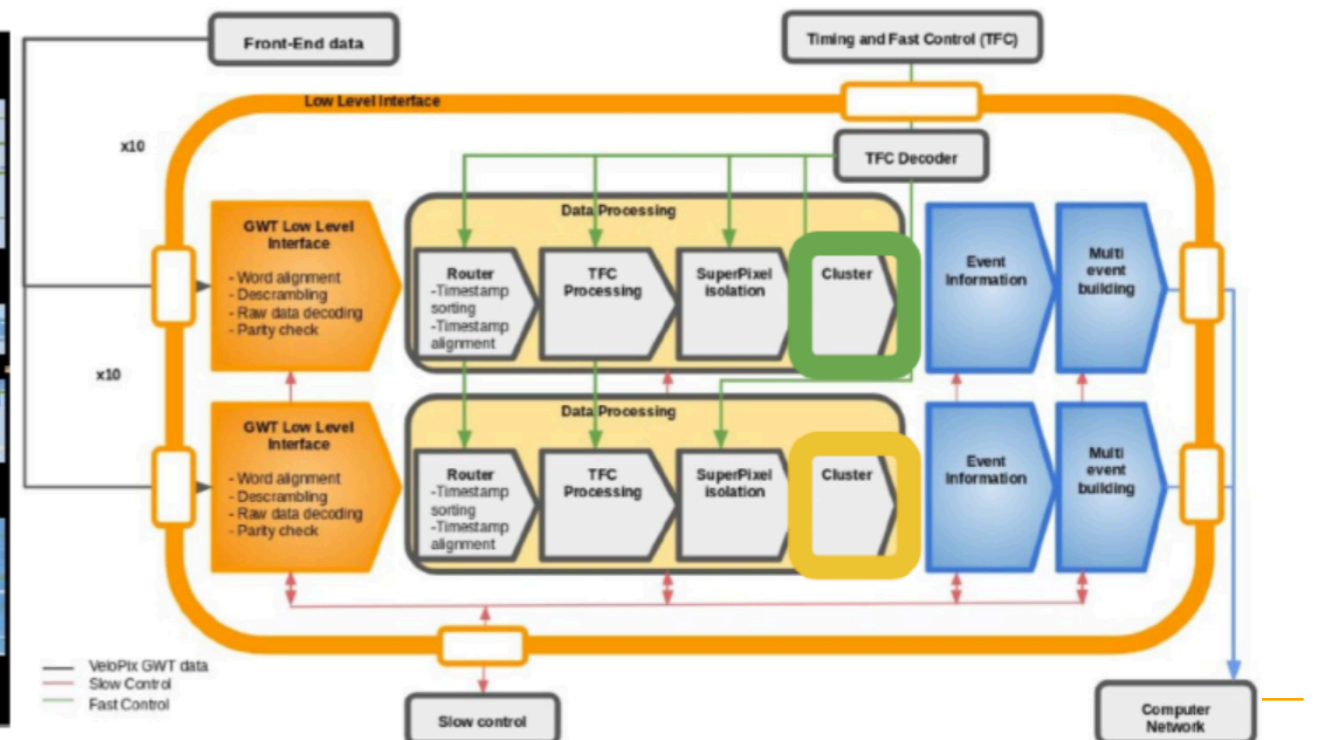 Front-End data
Timing and Fast Control (TFC)
Low Level Interface
x10
TFC Decoder
GWT Low Level
Interface
- Word alignment
- Descrambling
- Raw data decoding
- Parity check
Data Processing
Router
-Timestamp
sorting
-Timestamp
alignment
TFC
Processing
SuperPixel
isolation
Cluster
Event
Information
Multi
event
building
x10
GWT Low Level
Interface
- Word alignment
- Descrambling
- Raw data decoding
- Parity check
Data Processing
Router
-Timestamp
sorting
-Timestamp
alignment
TFC
Processing
SuperPixel
isolation
Cluster
Event
Information
Multi
event
building
VeloPix GWT data
Slow Control
Fast Control
Slow control
Computer
Network